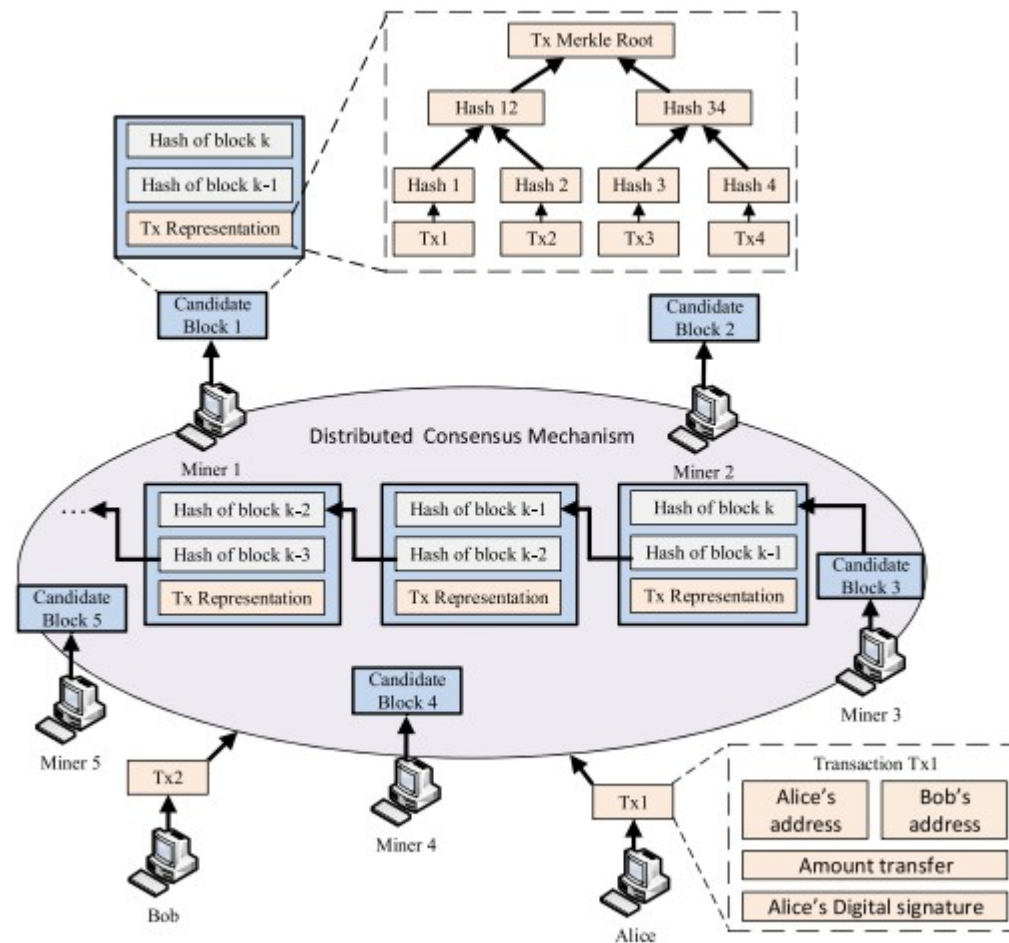 Tx Merkle Root
Hash 12
Hash 34
Hash of block k
Hash of block k-1
Tx Representation
Hash 1
Hash 2
Hash 3
Hash 4
Tx1
Tx2
Tx3
Tx4
Candidate
Block 1
Candidate
Block 2
Distributed Consensus Mechanism
Miner 1
Miner 2
...
Hash of block k-2
Hash of block k-3
Tx Representation
Hash of block k-1
Hash of block k-2
Tx Representation
Hash of block k
Hash of block k-1
Tx Representation
Candidate
Block 3
Candidate
Block 5
Candidate
Block 4
Miner 3
Miner 5
Miner 4
Tx2
Bob
Tx1
Alice
Transaction Tx1
Alice's
address
Bob's
address
Amount transfer
Alice's Digital signature